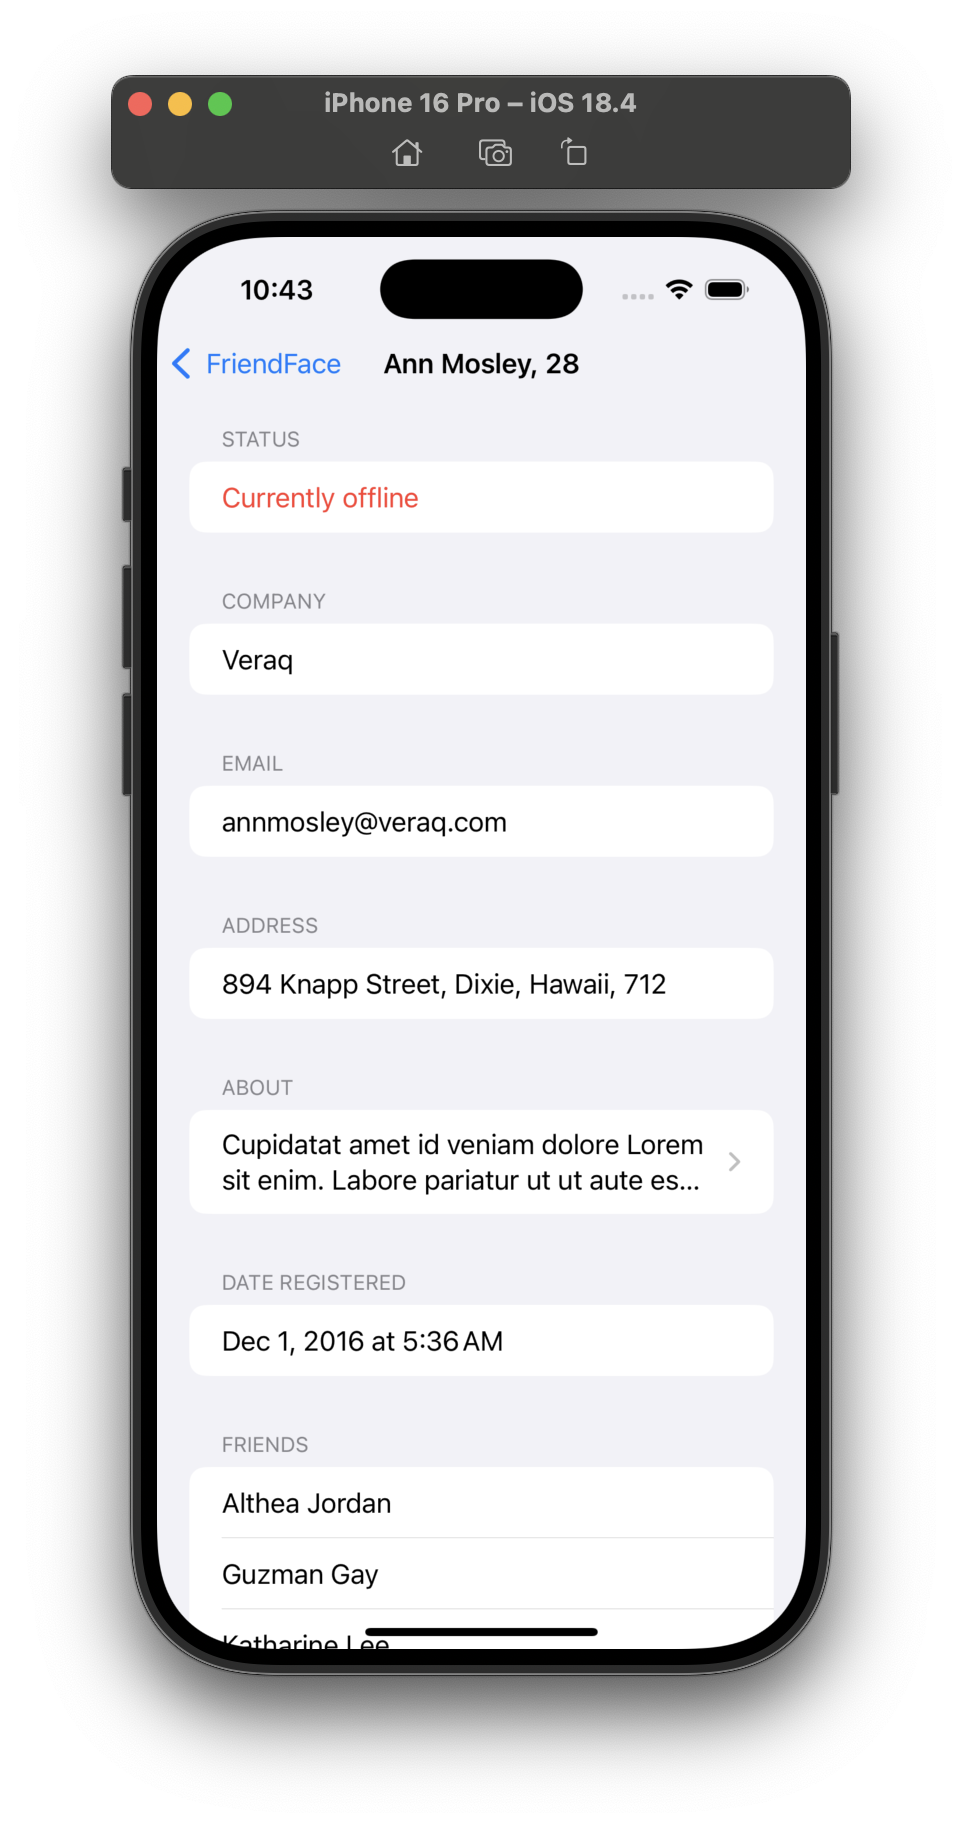 iPhone 16 Pro – iOS 18.4
10:43
FriendFace
Ann Mosley, 28
STATUS
Currently offline
COMPANY
Veraq
EMAIL
annmosley@veraq.com
ADDRESS
894 Knapp Street, Dixie, Hawaii, 712
ABOUT
Cupidatat amet id veniam dolore Lorem
sit enim. Labore pariatur ut ut aute es...
DATE REGISTERED
Dec 1, 2016 at 5:36 AM
FRIENDS
Althea Jordan
Guzman Gay
Katharine Lee